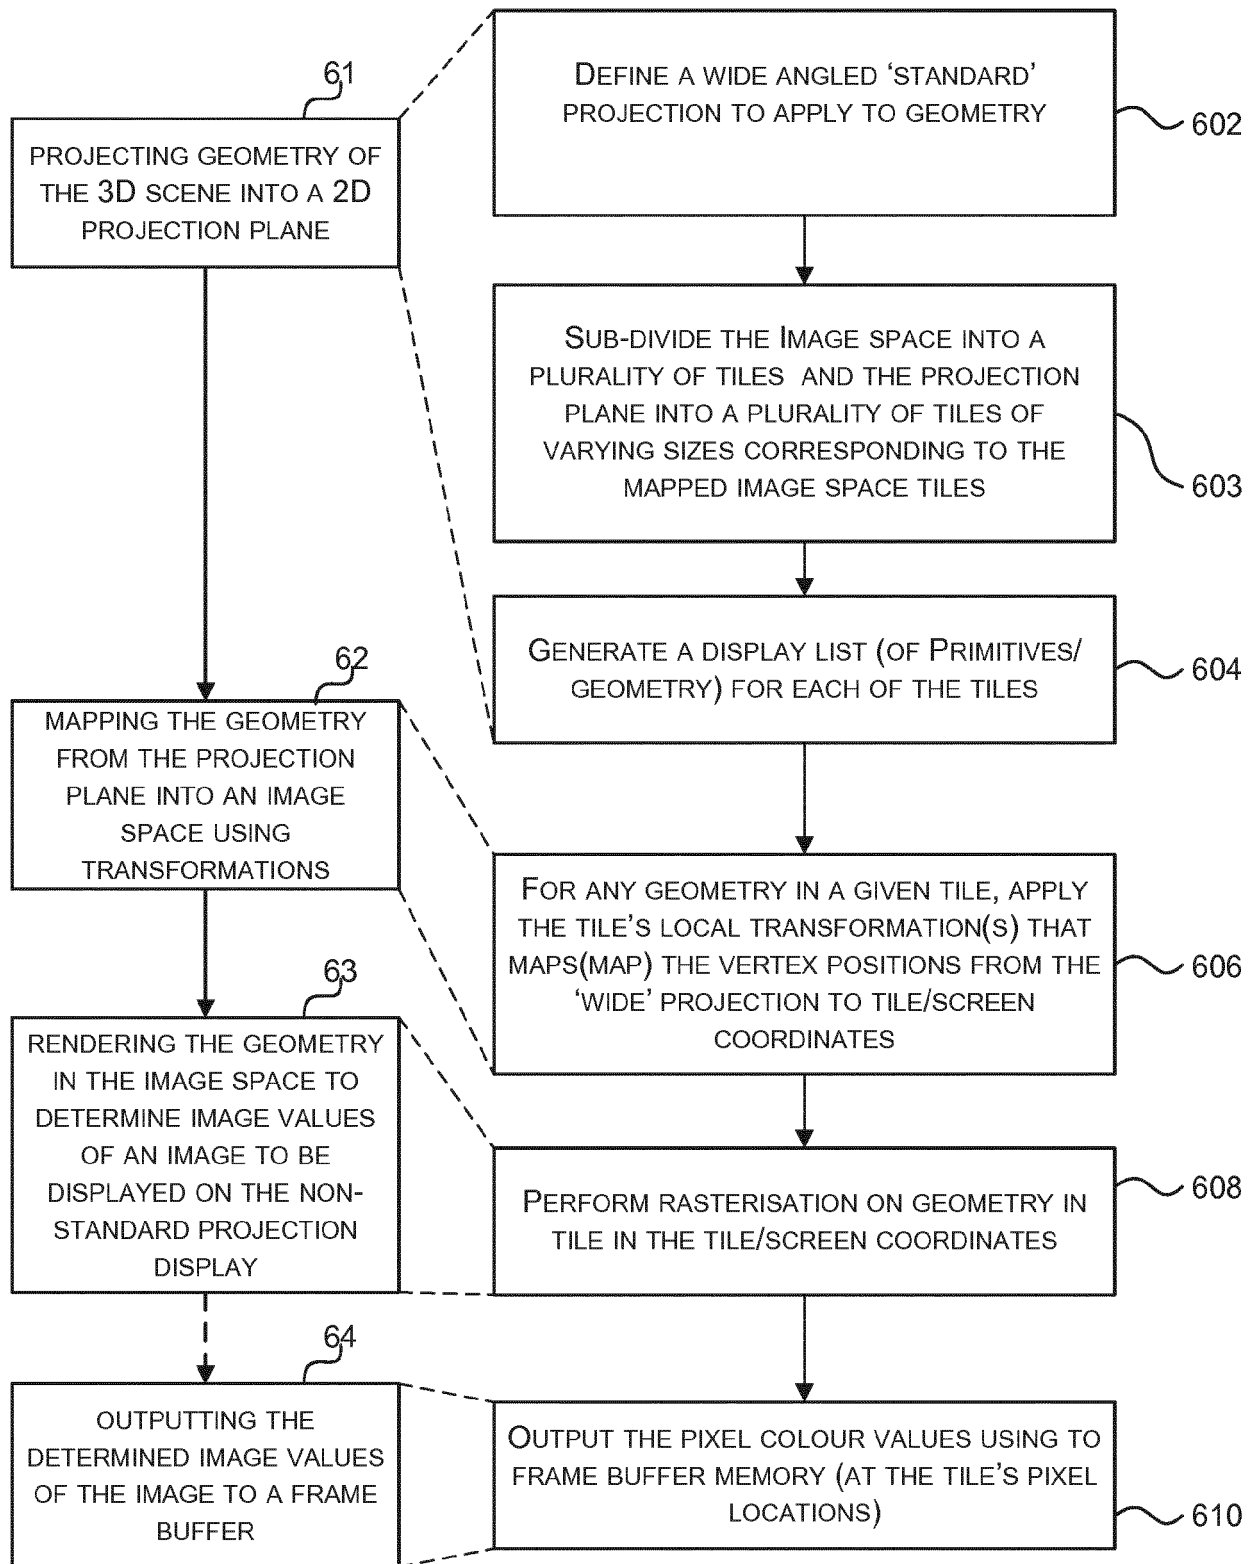 61
PROJECTING GEOMETRY OF
THE 3D SCENE INTO A 2D
PROJECTION PLANE
62
MAPPING THE GEOMETRY
FROM THE PROJECTION
PLANE INTO AN IMAGE
SPACE USING
TRANSFORMATIONS
63
RENDERING THE GEOMETRY
IN THE IMAGE SPACE TO
DETERMINE IMAGE VALUES
OF AN IMAGE TO BE
DISPLAYED ON THE NON-
STANDARD PROJECTION
DISPLAY
64
OUTPUTTING THE
DETERMINED IMAGE VALUES
OF THE IMAGE TO A FRAME
BUFFER
DEFINE A WIDE ANGLED ‘STANDARD’
PROJECTION TO APPLY TO GEOMETRY
602
SUB-DIVIDE THE IMAGE SPACE INTO A
PLURALITY OF TILES AND THE PROJECTION
PLANE INTO A PLURALITY OF TILES OF
VARYING SIZES CORRESPONDING TO THE
MAPPED IMAGE SPACE TILES
603
GENERATE A DISPLAY LIST (OF PRIMITIVES/
GEOMETRY) FOR EACH OF THE TILES
604
FOR ANY GEOMETRY IN A GIVEN TILE, APPLY
THE TILE’S LOCAL TRANSFORMATION(S) THAT
MAPS(MAP) THE VERTEX POSITIONS FROM THE
‘WIDE’ PROJECTION TO TILE/SCREEN
COORDINATES
606
PERFORM RASTERISATION ON GEOMETRY IN
TILE IN THE TILE/SCREEN COORDINATES
608
OUTPUT THE PIXEL COLOUR VALUES USING TO
FRAME BUFFER MEMORY (AT THE TILE’S PIXEL
LOCATIONS)
610